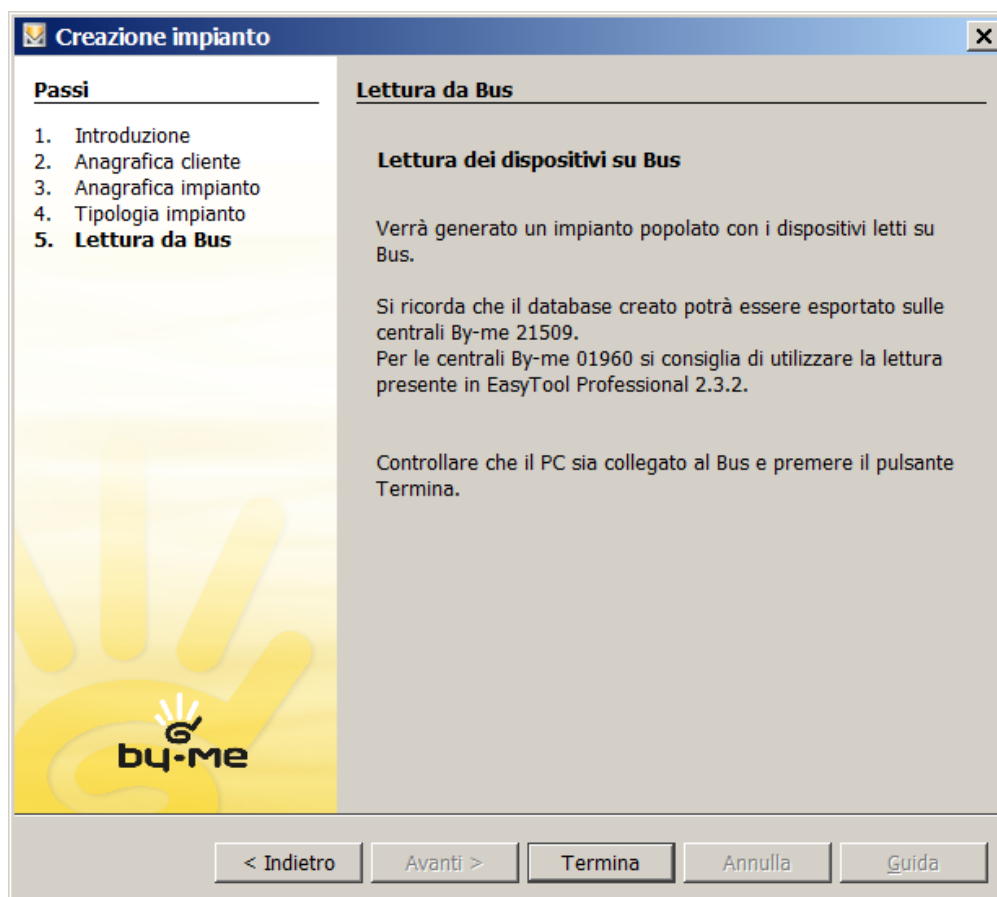 Creazione impianto
Passi
1. Introduzione
2. Anagrafica cliente
3. Anagrafica impianto
4. Tipologia impianto
5. Lettura da Bus
by-me
Lettura da Bus
Lettura dei dispositivi su Bus
Verrà generato un impianto popolato con i dispositivi letti su
Bus.
Si ricorda che il database creato potrà essere esportato sulle
centrali By-me 21509.
Per le centrali By-me 01960 si consiglia di utilizzare la lettura
presente in EasyTool Professional 2.3.2.
Controllare che il PC sia collegato al Bus e premere il pulsante
Termina.
< Indietro
Avanti >
Termina
Annulla
Guida